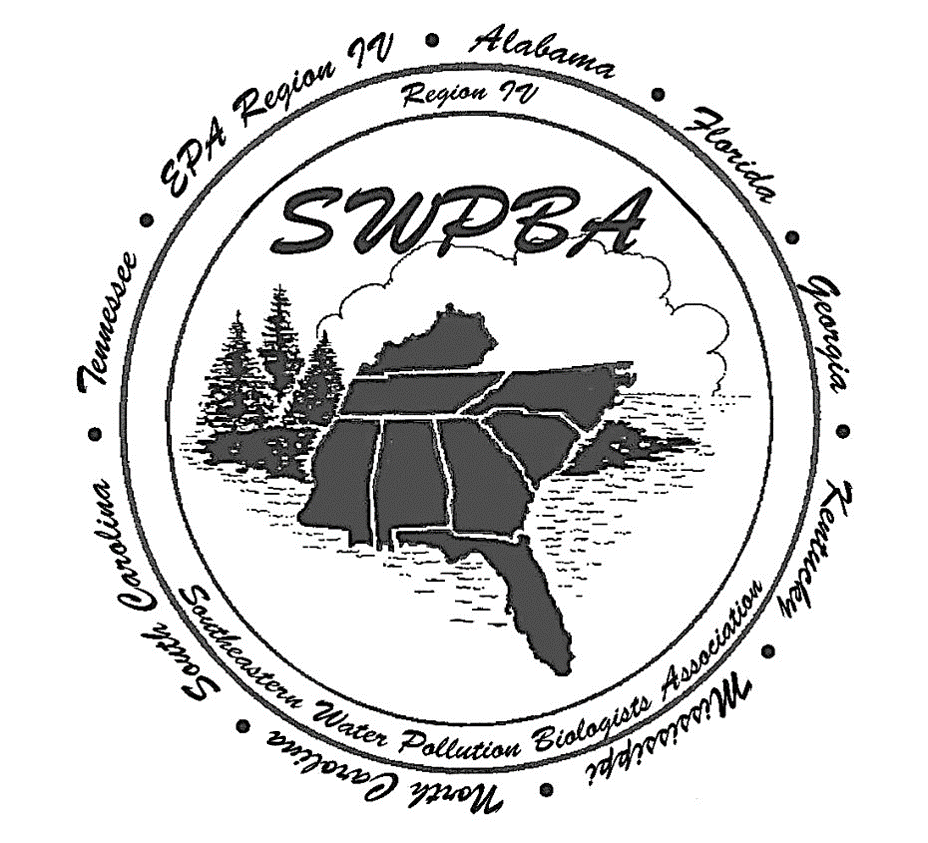 EPA Region IV • Alabama • Florida • Georgia • Kentucky • Mississippi • North Carolina • South Carolina • Tennessee •
Region IV
SWPBA
Southeastern Water Pollution Biologists Association